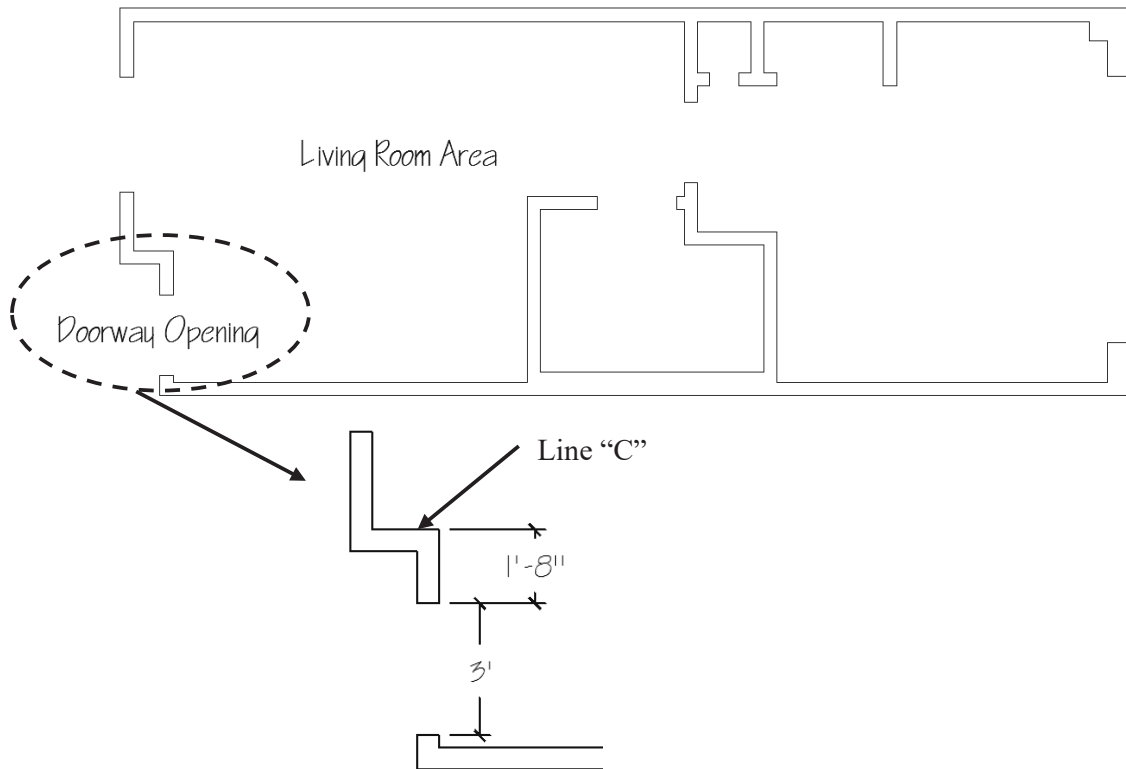 Living Room Area
Doorway Opening
Line “C”
1'-8"
3'